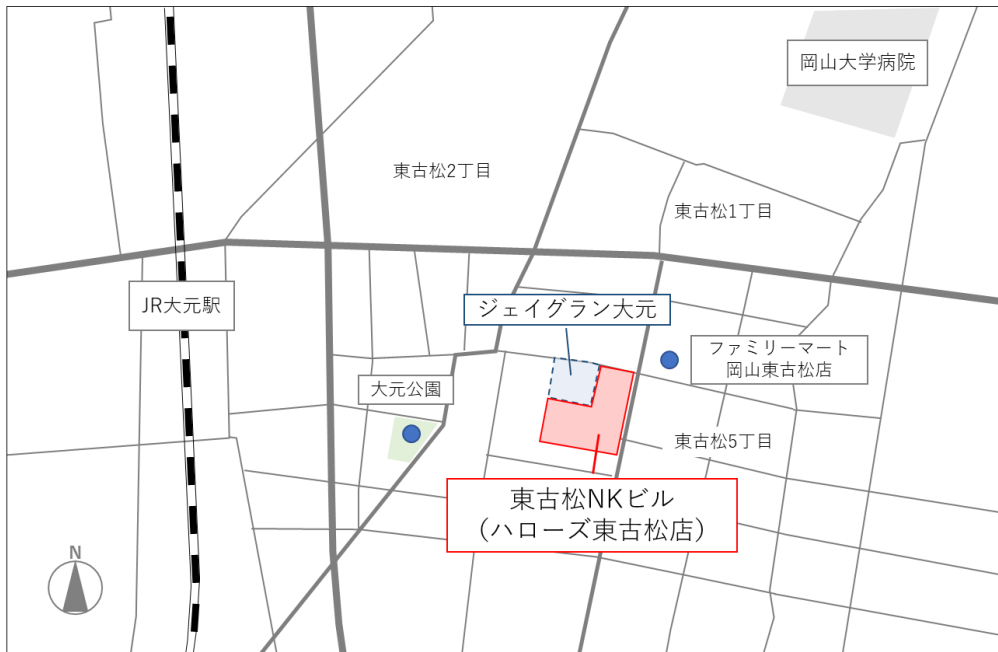 岡山大学病院
東古松2丁目
東古松1丁目
JR大元駅
ジェイグラン大元
ファミリーマート
岡山東古松店
大元公園
東古松5丁目
東古松NKビル
（ハローズ東古松店）
N